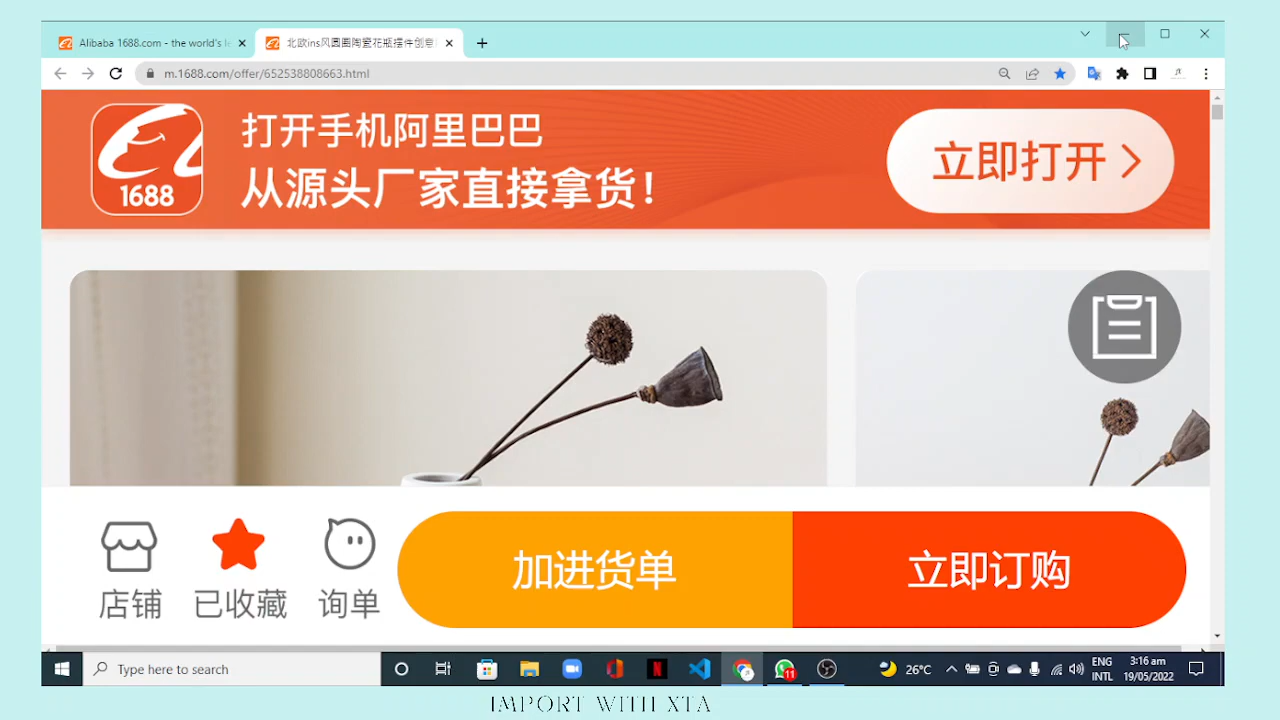 Alibaba 1688.com - the world's le
北欧ins风圆圈陶瓷花瓶摆件创意
m.1688.com/offer/652538808663.html
1688
打开手机阿里巴巴
从源头厂家直接拿货!
立即打开
店铺
已收藏
询单
加进货单
立即订购
Type here to search
11
26°C
ENG
INTL
3:16 am
19/05/2022
IMPORT WITH XTA